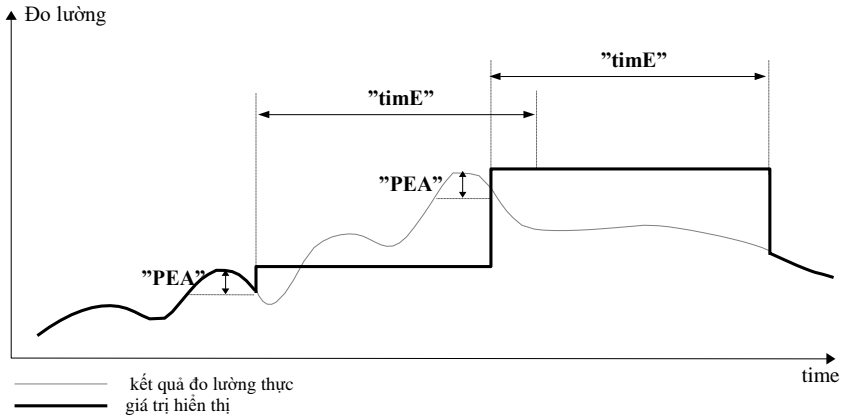 Đo lường
”timE”
”timE”
”PEA”
”PEA”
time
kết quả đo lường thực
giá trị hiển thị